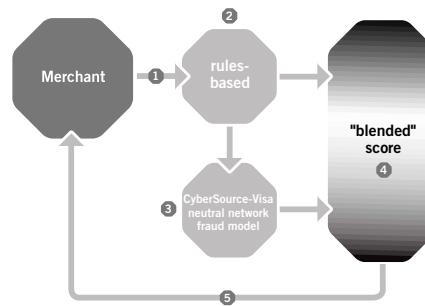 2
Merchant
1
rules-
based
"blended"
score
4
3
CyberSource-Visa
neutral network
fraud model
5